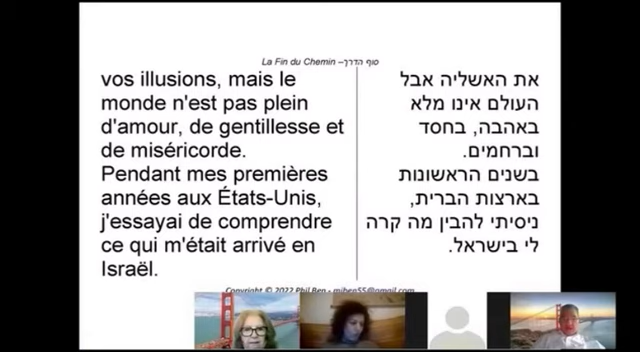 La Fin du Chemin –סוף הדרך
vos illusions, mais le
monde n'est pas plein
d'amour, de gentillesse et
de miséricorde.
Pendant mes premières
années aux États-Unis,
j'essayai de comprendre
ce qui m'était arrivé en
Israël.
את האשליה אבל
העולם אינו מלא
באהבה, בחסד
וברחמים.
בשנים הראשונות
בארצות הברית,
ניסיתי להבין מה קרה
לי בישראל.
Copyright © 2022 Phil Ben - miben55@gmail.com